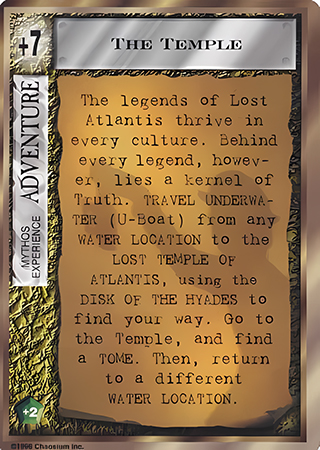 +7
THE TEMPLE
MYTHOS
EXPERIENCE
ADVENTURE
The legends of Lost
Atlantis thrive in
every culture. Behind
every legend, howev-
er, lies a kernel of
Truth. TRAVEL UNDERWA-
TER (U-Boat) from any
WATER LOCATION to the
LOST TEMPLE OF
ATLANTIS, using the
DISK OF THE HYADES to
find your way. Go to
the Temple, and find
a TOME. Then, return
to a different
WATER LOCATION.
+2
©1996 Chaosium Inc.